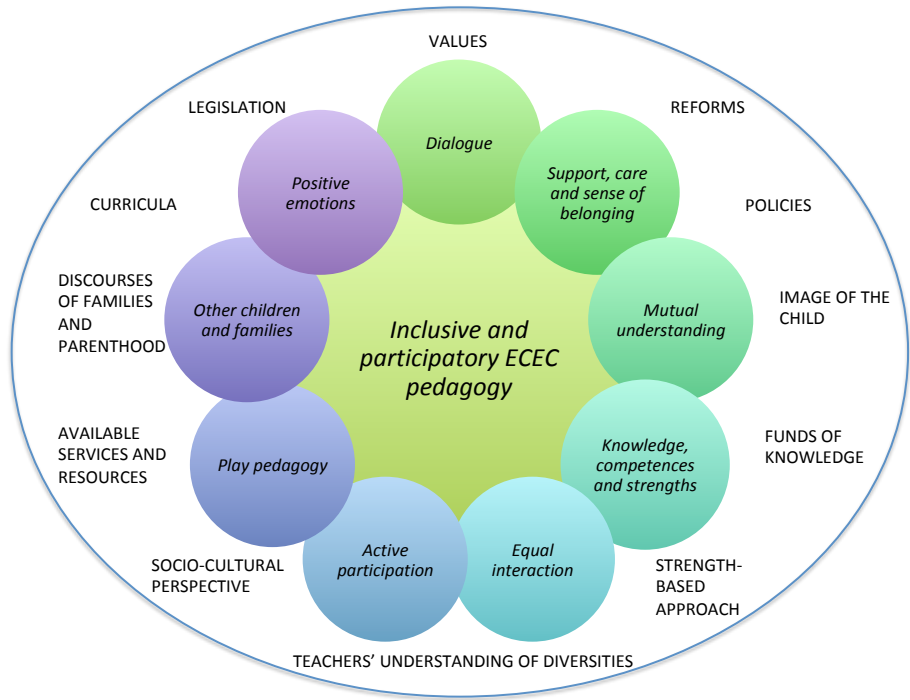 VALUES
LEGISLATION
REFORMS
Dialogue
Positive
emotions
Support, care
and sense of
belonging
CURRICULA
POLICIES
DISCOURSES
OF FAMILIES
AND
PARENTHOOD
Other children
and families
Mutual
understanding
IMAGE OF THE
CHILD
Inclusive and
participatory ECEC
pedagogy
AVAILABLE
SERVICES AND
RESOURCES
Play pedagogy
Knowledge,
competences
and strengths
FUNDS OF
KNOWLEDGE
SOCIO-CULTURAL
PERSPECTIVE
Active
participation
Equal
interaction
STRENGTH-
BASED
APPROACH
TEACHERS’ UNDERSTANDING OF DIVERSITIES